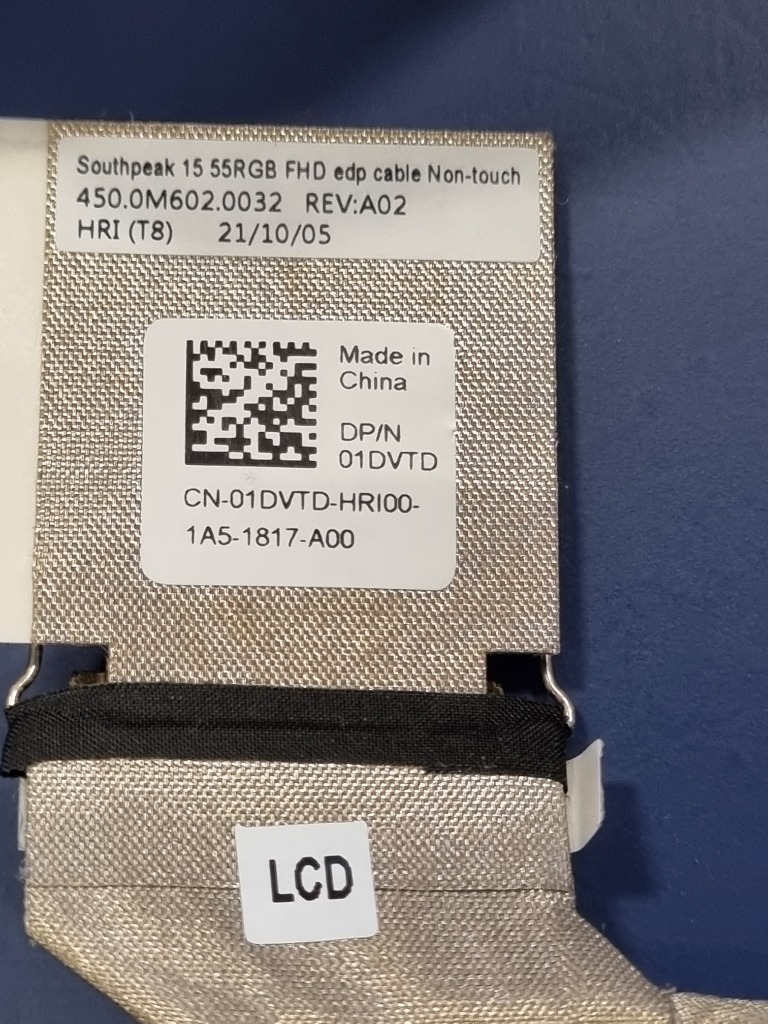 Southpeak 15 55RGB FHD edp cable Non-touch
450.0M602.0032 REV:A02
HRI (T8) 21/10/05
Made in
China
DP/N
01DVTD
CN-01DVTD-HRI00-
1A5-1817-A00
LCD